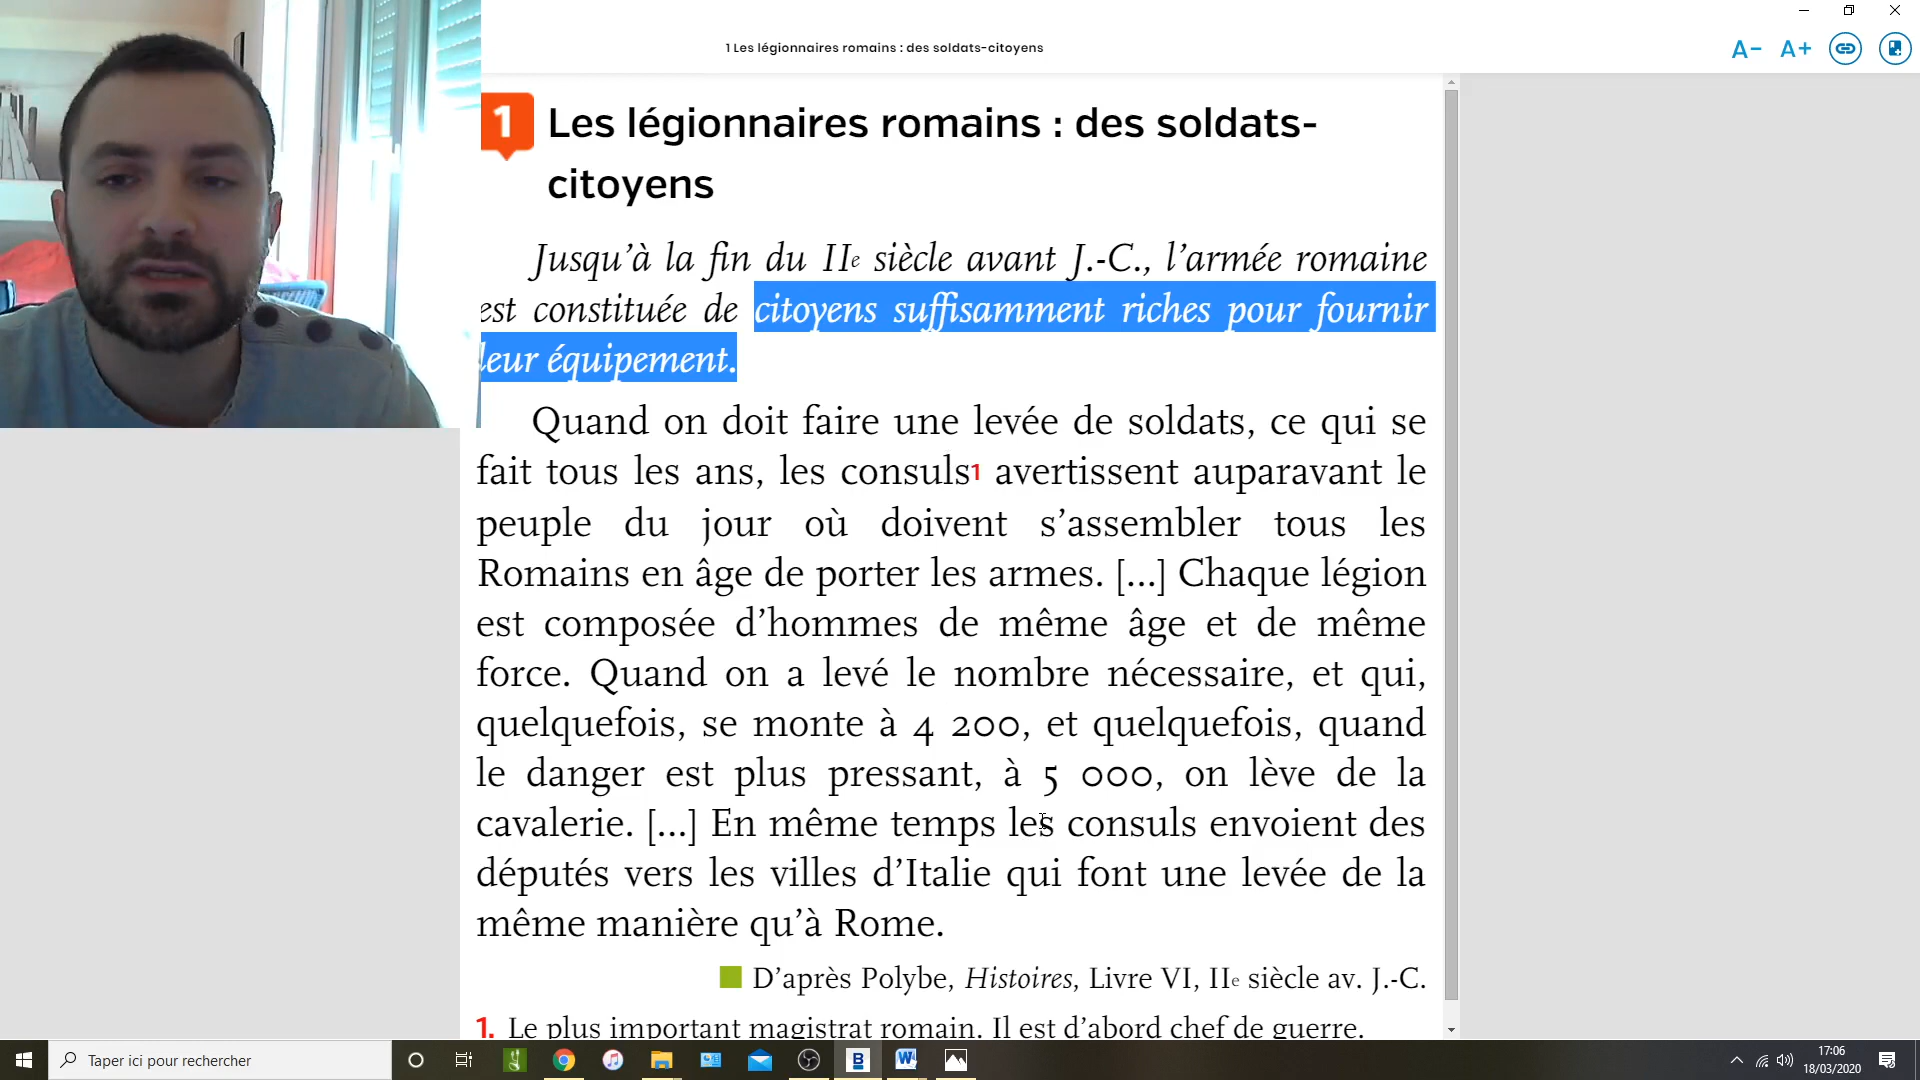 1 Les légionnaires romains : des soldats-citoyens
A- A+
1 Les légionnaires romains : des soldats-
citoyens
Jusqu’à la fin du IIe siècle avant J.-C., l’armée romaine
est constituée de citoyens suffisamment riches pour fournir
leur équipement.
Quand on doit faire une levée de soldats, ce qui se
fait tous les ans, les consuls1 avertissent auparavant le
peuple du jour où doivent s’assembler tous les
Romains en âge de porter les armes. [...] Chaque légion
est composée d’hommes de même âge et de même
force. Quand on a levé le nombre nécessaire, et qui,
quelquefois, se monte à 4 200, et quelquefois, quand
le danger est plus pressant, à 5 000, on lève de la
cavalerie. [...] En même temps les consuls envoient des
députés vers les villes d’Italie qui font une levée de la
même manière qu’à Rome.
D’après Polybe, Histoires, Livre VI, IIe siècle av. J.-C.
1. Le plus important magistrat romain. Il est d’abord chef de guerre.
Taper ici pour rechercher
17:06
18/03/2020